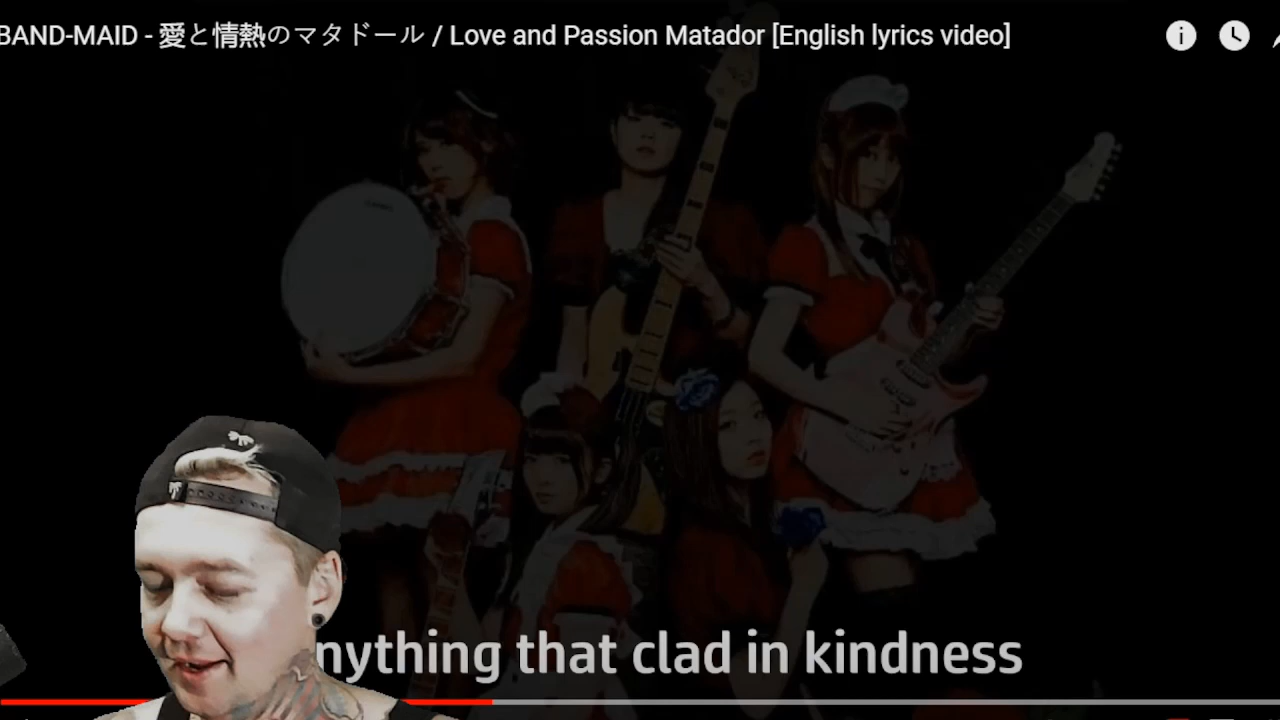 BAND-MAID - 愛と情熱のマタドール / Love and Passion Matador [English lyrics video]
nything that clad in kindness